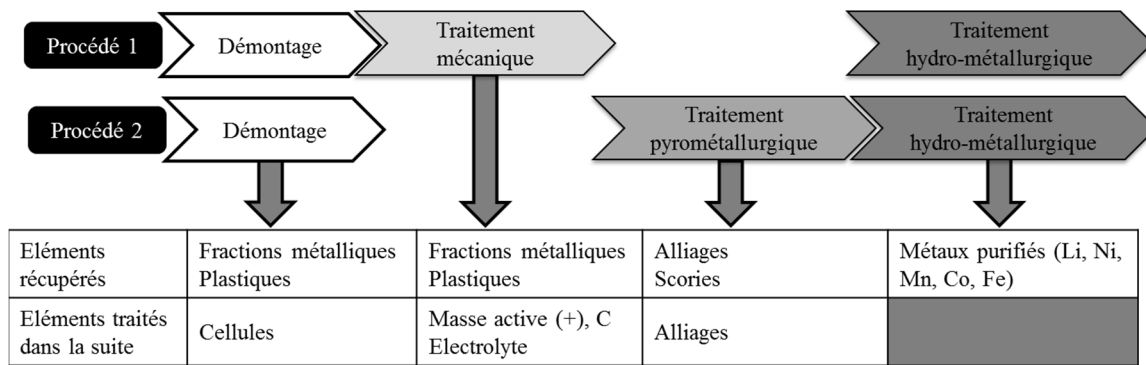 Procédé 1
Démontage
Traitement
mécanique
Traitement
hydro-métallurgique
Procédé 2
Démontage
Traitement
pyrométallurgique
Traitement
hydro-métallurgique
Eléments
récupérés
Fractions métalliques
Plastiques
Fractions métalliques
Plastiques
Alliages
Scories
Métaux purifiés (Li, Ni,
Mn, Co, Fe)
Eléments traités
dans la suite
Cellules
Masse active (+), C
Electrolyte
Alliages